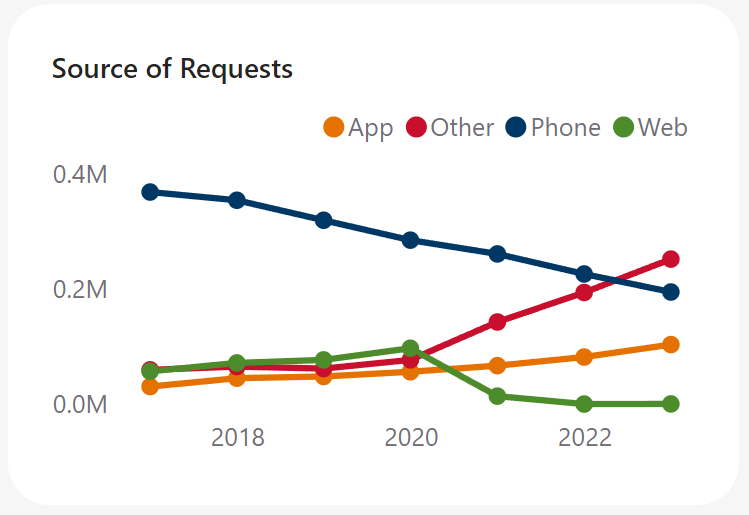 Source of Requests
App Other Phone Web
0.4M
0.2M
0.0M
2018 2020 2022